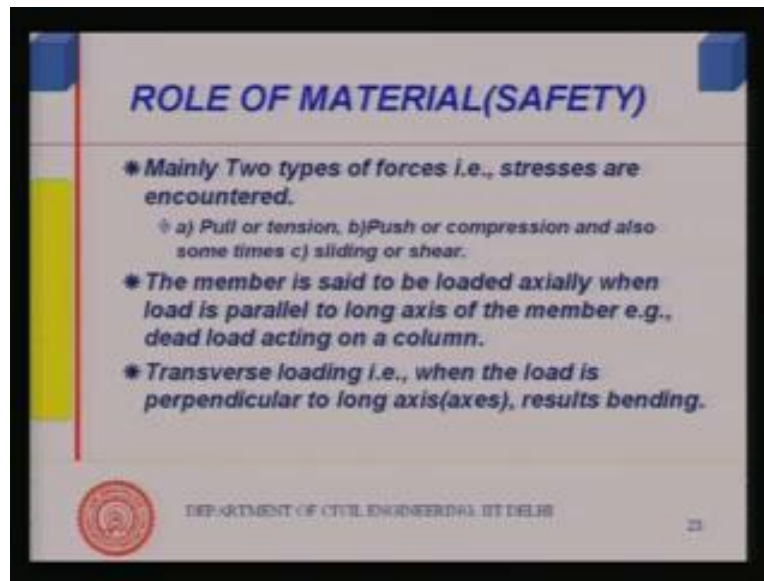 ROLE OF MATERIAL(SAFETY)
Mainly Two types of forces i.e., stresses are
encountered.
a) Pull or tension, b)Push or compression and also
some times c) sliding or shear.
The member is said to be loaded axially when
load is parallel to long axis of the member e.g.,
dead load acting on a column.
Transverse loading i.e., when the load is
perpendicular to long axis(axes), results bending.
DEPARTMENT OF CIVIL ENGINEERING, IIT DELHI